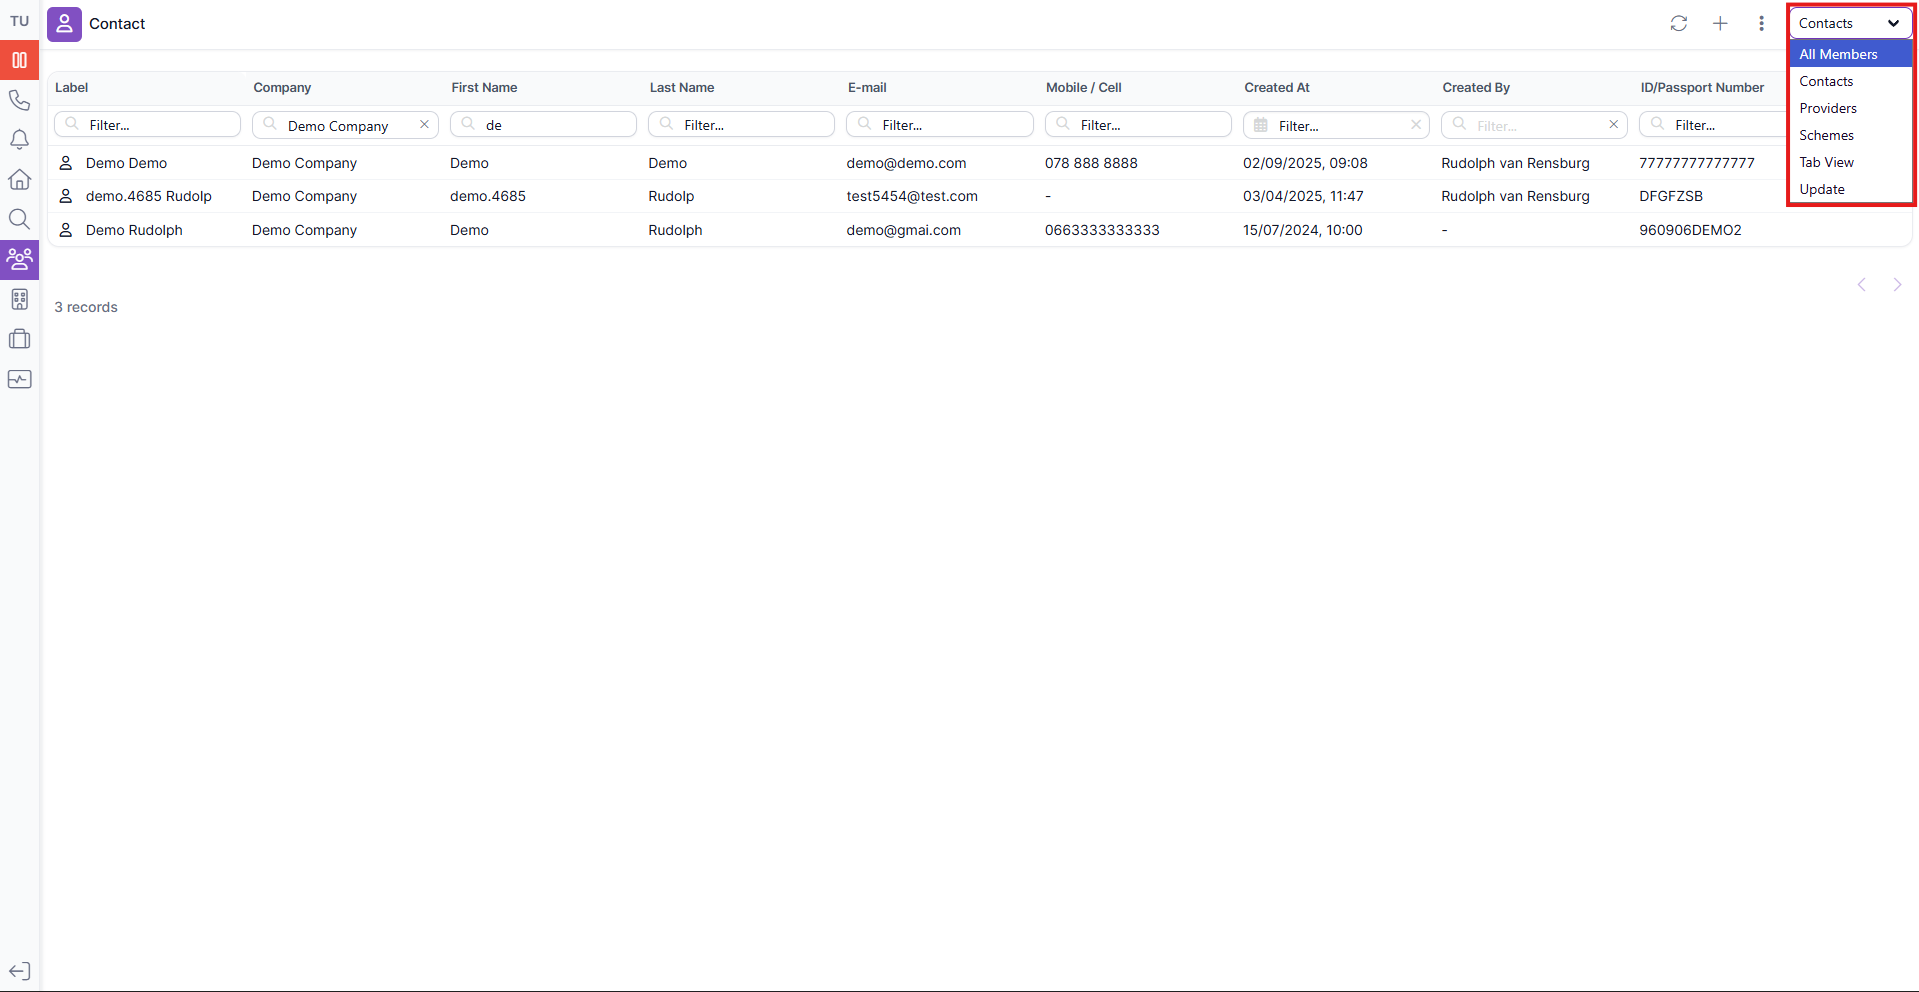 TU
Contact
Contacts
All Members
Contacts
Providers
Schemes
Tab View
Update
Label Company First Name Last Name E-mail Mobile / Cell Created At Created By ID/Passport Number
Filter... Demo Company de Filter... Filter... Filter... Filter... Filter... Filter...
Demo Demo Demo Company Demo Demo demo@demo.com 078 888 8888 02/09/2025, 09:08 Rudolph van Rensburg 77777777777777
demo.4685 Rudolp Demo Company demo.4685 Rudolp test5454@test.com - 03/04/2025, 11:47 Rudolph van Rensburg DFGFZSB
Demo Rudolph Demo Company Demo Rudolph demo@gmai.com 0663333333333 15/07/2024, 10:00 - 960906DEMO2
3 records